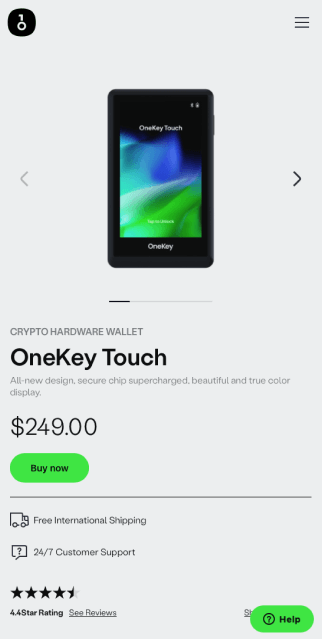 OneKey Touch
Tap to Unlock
OneKey
CRYPTO HARDWARE WALLET
OneKey Touch
All-new design, secure chip supercharged, beautiful and true color
display.
$249.00
Buy now
Free International Shipping
24/7 Customer Support
4.4Star Rating See Reviews
Help